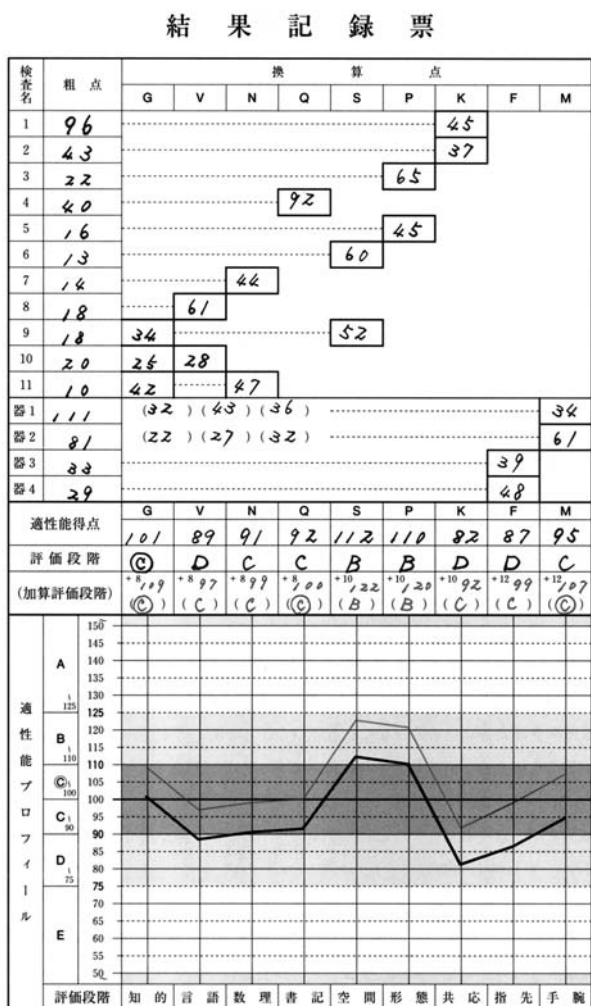 結果記録票
検査名 粗点 換算点
G V N Q S P K F M
1 96 45
2 43 37
3 22 65
4 40 92
5 16 45
6 13 60
7 14 44
8 18 61
9 18 34 52
10 20 25 28
11 10 42 47
器1 111 (32) (43) (36) 34
器2 81 (22) (27) (32) 61
器3 33 39
器4 29 48
G V N Q S P K F M
適性能得点 101 89 91 92 112 110 82 87 95
評価段階 Ⓒ D C C B B D D C
(加算評価段階) +8 109 +8 97 +8 99 +8 100 +10 122 +10 120 +10 92 +12 99 +12 107
(Ⓒ) (C) (C) (Ⓒ) (B) (B) (C) (C) (Ⓒ)
適性能プロフィール
150
145
A 140
135
130
125 125
120
B 115
110 110
Ⓒ 105
100 100
C 95
90 90
85
D 80
75 75
70
65
E 60
55
50
評価段階 知的 言語 数理 書記 空間 形態 共応 指先 手腕